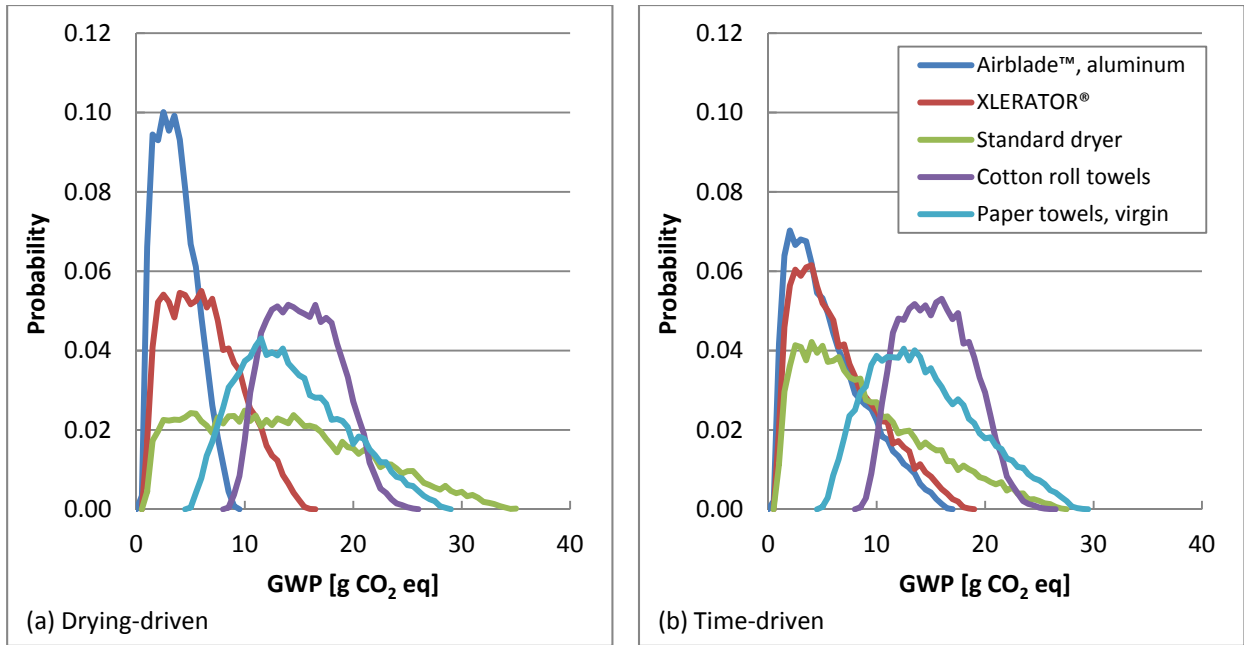 0.12
0.10
0.08
0.06
0.04
0.02
0.00
Probability
0 10 20 30 40
GWP [g CO2 eq]
(a) Drying-driven
0.12
0.10
0.08
0.06
0.04
0.02
0.00
Probability
Airblade™, aluminum
XLERATOR®
Standard dryer
Cotton roll towels
Paper towels, virgin
0 10 20 30 40
GWP [g CO2 eq]
(b) Time-driven